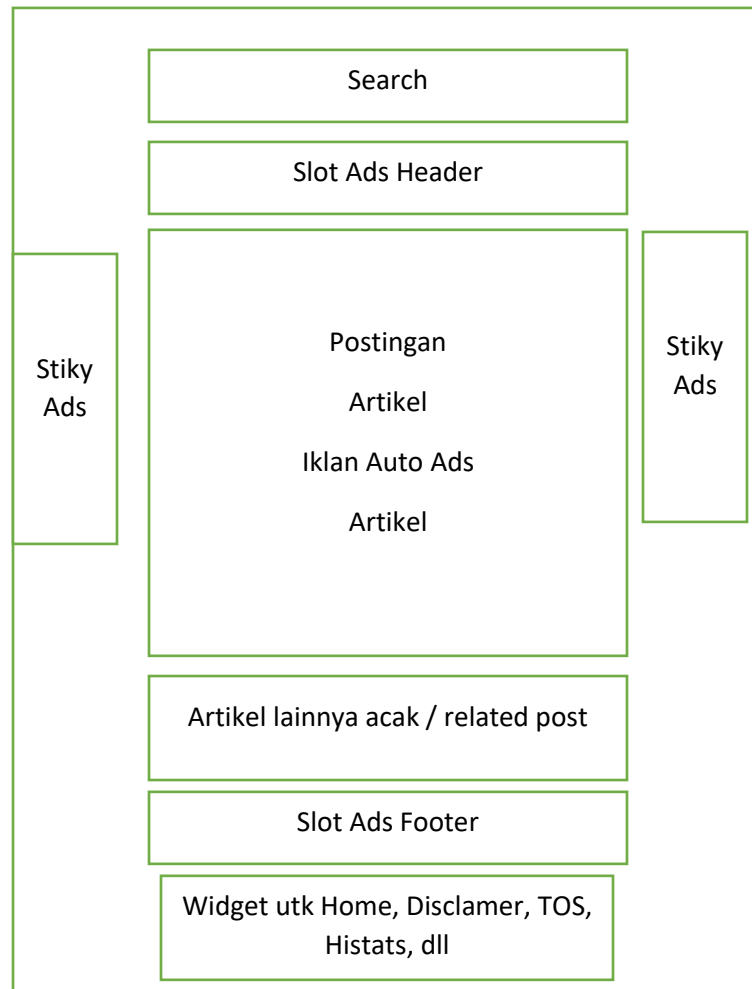 Search
Slot Ads Header
Stiky
Ads
Postingan
Artikel
Iklan Auto Ads
Artikel
Stiky
Ads
Artikel lainnya acak / related post
Slot Ads Footer
Widget utk Home, Disclamer, TOS,
Histats, dll